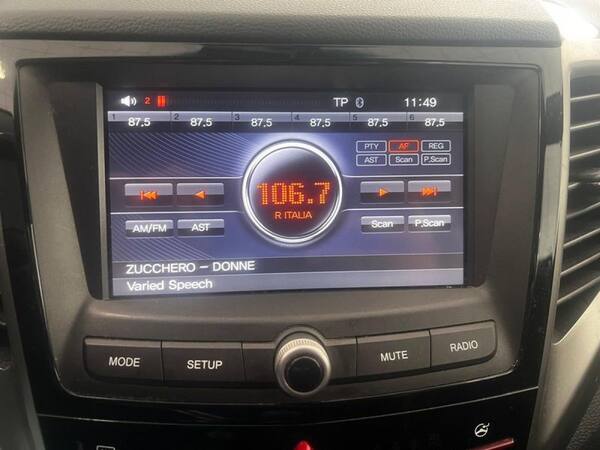 2 TP 11:49
1 2 3 4 5 6
87.5 87.5 87.5 87.5 87.5 87.5
PTY AF REG
AST Scan P.Scan
106.7
R ITALIA
AM/FM AST Scan P.Scan
ZUCCHERO – DONNE
Varied Speech
MODE SETUP MUTE RADIO